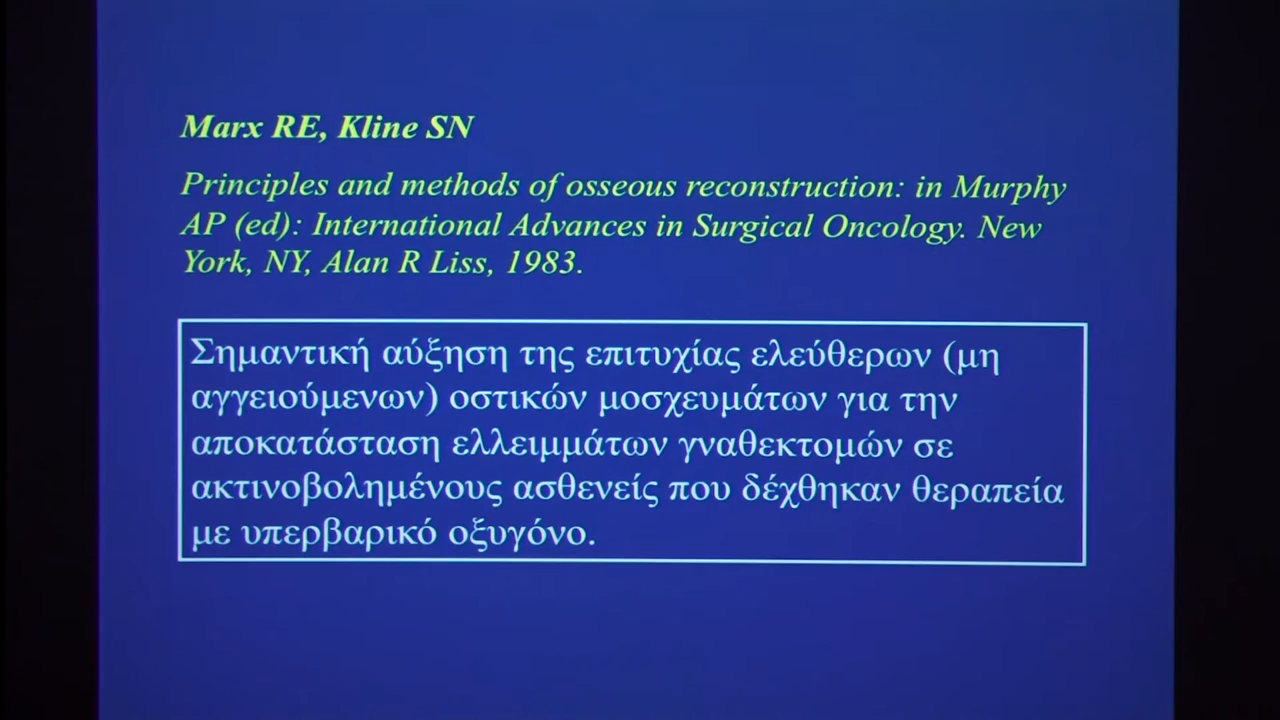 Marx RE, Kline SN
Principles and methods of osseous reconstruction: in Murphy
AP (ed): International Advances in Surgical Oncology. New
York, NY, Alan R Liss, 1983.
Σημαντική αύξηση της επιτυχίας ελεύθερων (μη
αγγειούμενων) οστικών μοσχευμάτων για την
αποκατάσταση ελλειμμάτων γναθεκτομών σε
ακτινοβολημένους ασθενείς που δέχθηκαν θεραπεία
με υπερβαρικό οξυγόνο.